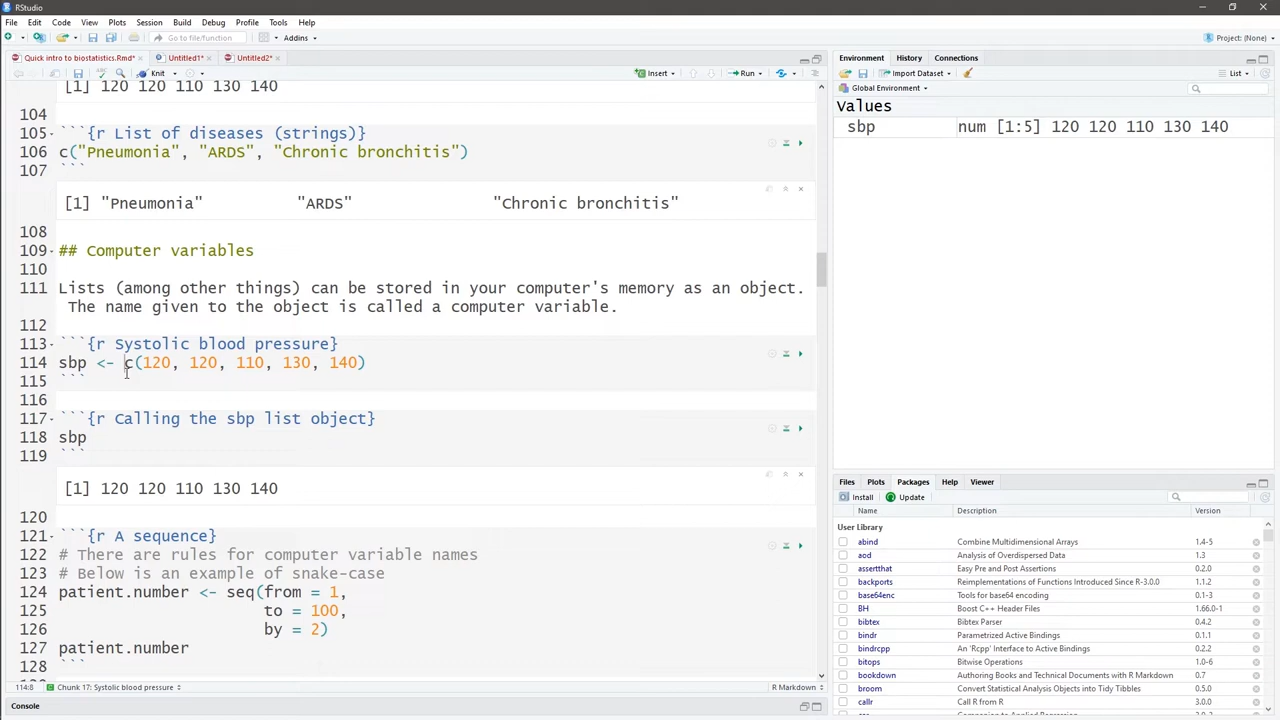 RStudio
File Edit Code View Plots Session Build Debug Profile Tools Help
Go to file/function Addins Project: (None)
Quick intro to biostatistics.Rmd* Untitled1* Untitled2*
Knit Insert Run
[1] 120 120 110 130 140
104
105 ```{r List of diseases (strings)}
106 c("Pneumonia", "ARDS", "Chronic bronchitis")
107 ```
[1] "Pneumonia" "ARDS" "Chronic bronchitis"
108
109 ## Computer variables
110
111 Lists (among other things) can be stored in your computer's memory as an object.
The name given to the object is called a computer variable.
112
113 ```{r Systolic blood pressure}
114 sbp <- c(120, 120, 110, 130, 140)
115 ```
116
117 ```{r Calling the sbp list object}
118 sbp
119 ```
[1] 120 120 110 130 140
120
121 ```{r A sequence}
122 # There are rules for computer variable names
123 # Below is an example of snake-case
124 patient.number <- seq(from = 1,
125 to = 100,
126 by = 2)
127 patient.number
128 ```
114:8 Chunk 17: Systolic blood pressure R Markdown
Console
Environment History Connections
Import Dataset List
Global Environment
Values
sbp num [1:5] 120 120 110 130 140
Files Plots Packages Help Viewer
Install Update
Name Description Version
User Library
abind Combine Multidimensional Arrays 1.4-5
aod Analysis of Overdispersed Data 1.3
assertthat Easy Pre and Post Assertions 0.2.0
backports Reimplementations of Functions Introduced Since R-3.0.0 1.1.2
base64enc Tools for base64 encoding 0.1-3
BH Boost C++ Header Files 1.66.0-1
bibtex Bibtex Parser 0.4.2
bindr Parametrized Active Bindings 0.1.1
bindrcpp An 'Rcpp' Interface to Active Bindings 0.2.2
bitops Bitwise Operations 1.0-6
bookdown Authoring Books and Technical Documents with R Markdown 0.7
broom Convert Statistical Analysis Objects into Tidy Tibbles 0.5.0
callr Call R from R 3.0.0